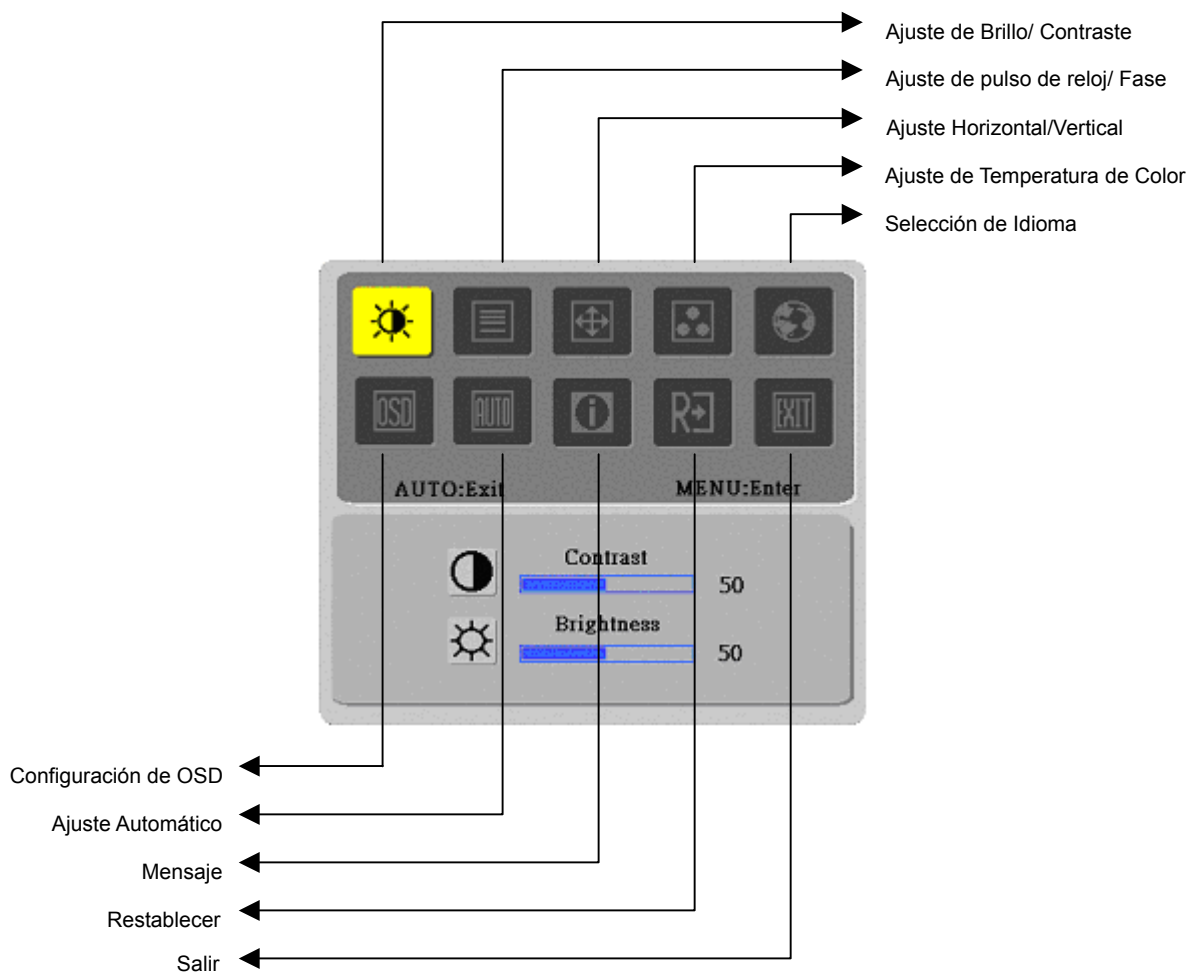 Ajuste de Brillo/ Contraste
Ajuste de pulso de reloj/ Fase
Ajuste Horizontal/Vertical
Ajuste de Temperatura de Color
Selección de Idioma
OSD
AUTO
R
EXIT
AUTO:Exit
MENU:Enter
Contrast
50
Brightness
50
Configuración de OSD
Ajuste Automático
Mensaje
Restablecer
Salir